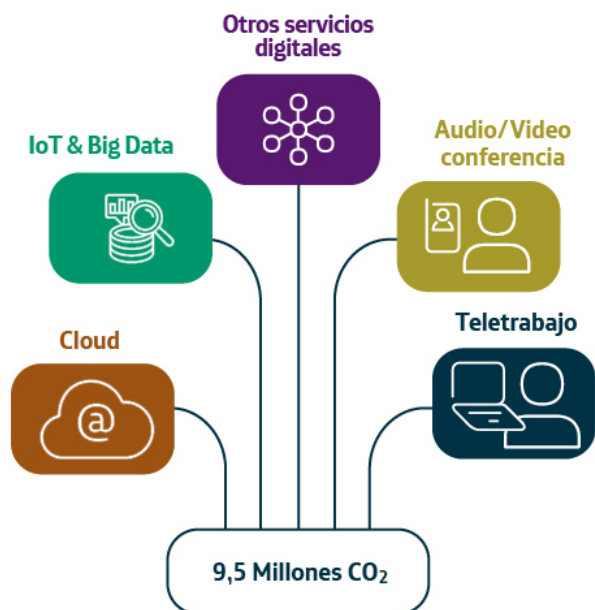 Otros servicios
digitales
IoT & Big Data
Audio/Video
conferencia
Cloud
@
Teletrabajo
9,5 Millones CO₂